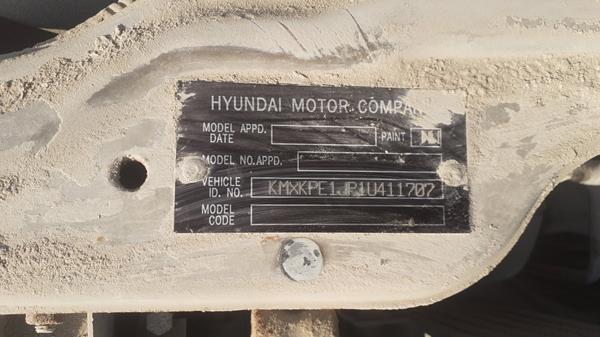 HYUNDAI MOTOR COMPA
MODEL APPD. DATE PAINT
MODEL NO.APPD.
VEHICLE ID. NO. KMXKPE1JP1U411707
MODEL CODE